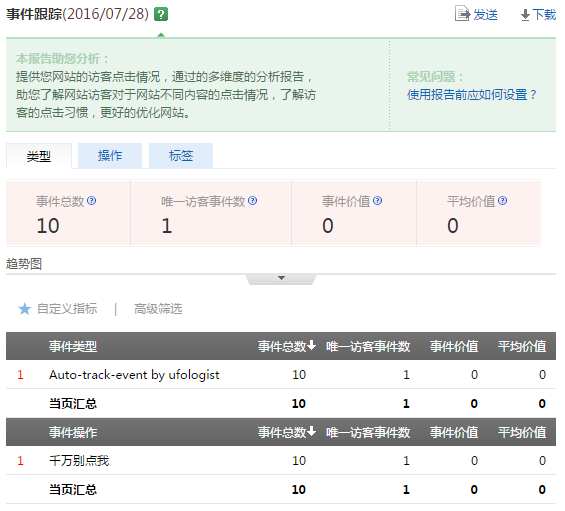 事件跟踪(2016/07/28) ? 发送 下载
本报告助您分析：
提供您网站的访客点击情况，通过的多维度的分析报告，
助您了解网站访客对于网站不同内容的点击情况，了解访
客的点击习惯，更好的优化网站。
常见问题：
使用报告前应如何设置？
类型 操作 标签
事件总数 ? 唯一访客事件数 ? 事件价值 ? 平均价值 ?
10 1 0 0
趋势图
自定义指标 | 高级筛选
事件类型 事件总数 唯一访客事件数 事件价值 平均价值
1 Auto-track-event by ufologist 10 1 0 0
当页汇总 10 1 0 0
事件操作 事件总数 唯一访客事件数 事件价值 平均价值
1 千万别点我 10 1 0 0
当页汇总 10 1 0 0